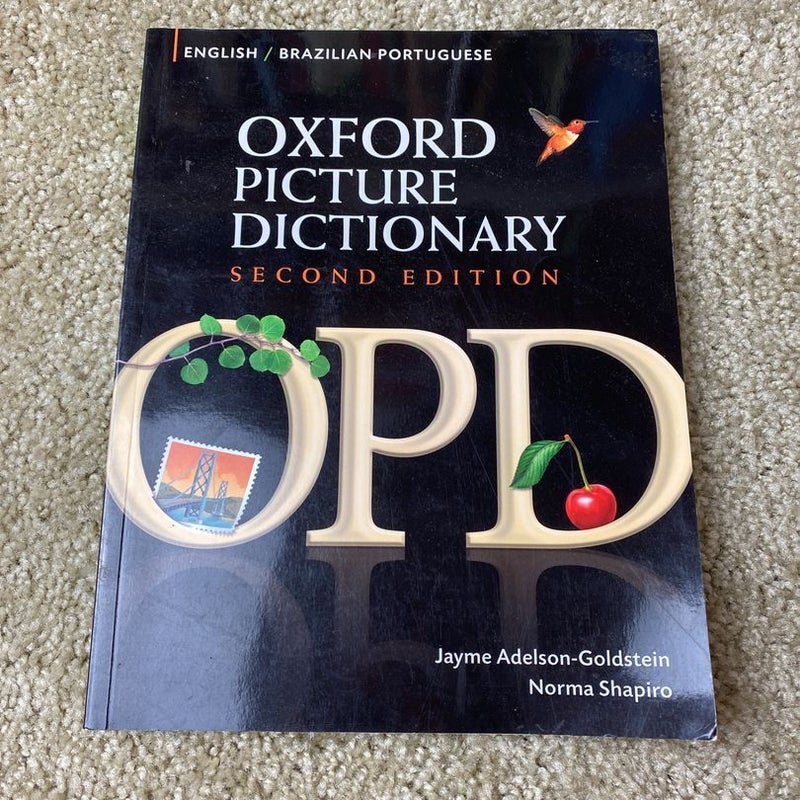 ENGLISH / BRAZILIAN PORTUGUESE
OXFORD
PICTURE
DICTIONARY
SECOND EDITION
OPD
Jayme Adelson-Goldstein
Norma Shapiro